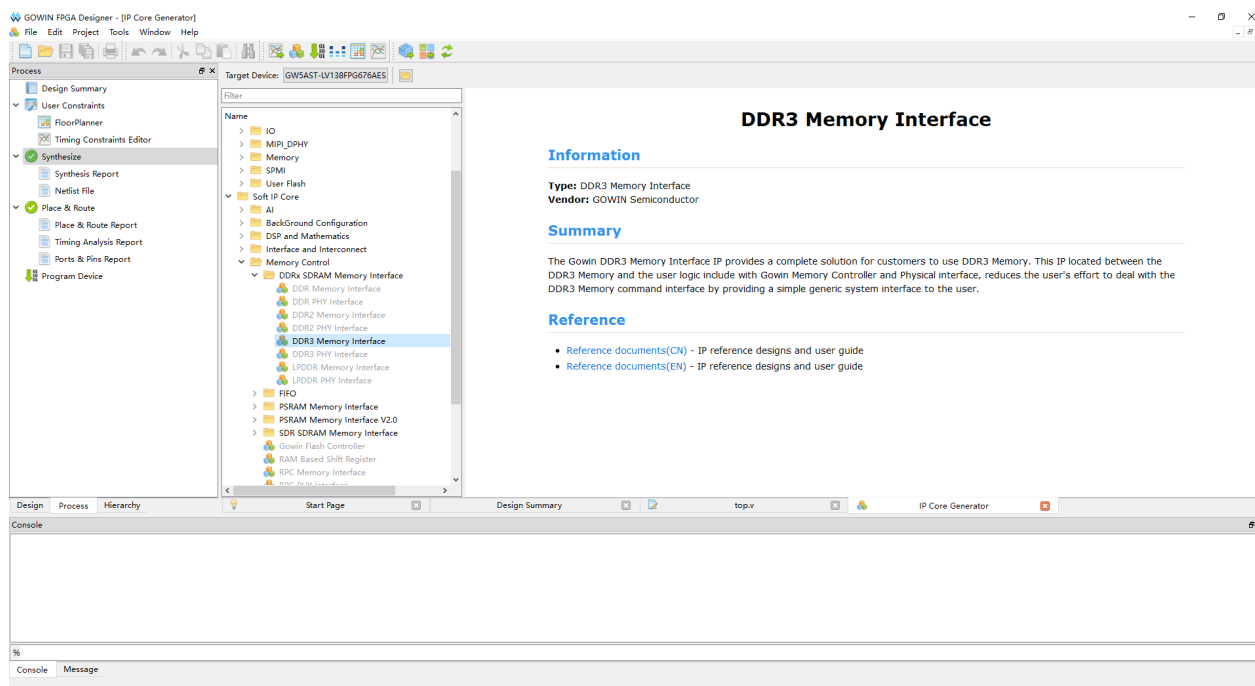 GOWIN FPGA Designer - [IP Core Generator]
File Edit Project Tools Window Help
Process
Design Summary
User Constraints
FloorPlanner
Timing Constraints Editor
Synthesize
Synthesis Report
Netlist File
Place & Route
Place & Route Report
Timing Analysis Report
Ports & Pins Report
Program Device
Design Process Hierarchy
Target Device: GW5AST-LV138FPG676AES
Filter
Name
IO
MIPI_DPHY
Memory
SPMI
User Flash
Soft IP Core
AI
BackGround Configuration
DSP and Mathematics
Interface and Interconnect
Memory Control
DDRx SDRAM Memory Interface
DDR Memory Interface
DDR PHY Interface
DDR2 Memory Interface
DDR2 PHY Interface
DDR3 Memory Interface
DDR3 PHY Interface
LPDDR Memory Interface
LPDDR PHY Interface
FIFO
PSRAM Memory Interface
PSRAM Memory Interface V2.0
SDR SDRAM Memory Interface
Gowin Flash Controller
RAM Based Shift Register
RPC Memory Interface
RPC PHY Interface
DDR3 Memory Interface
Information
Type: DDR3 Memory Interface
Vendor: GOWIN Semiconductor
Summary
The Gowin DDR3 Memory Interface IP provides a complete solution for customers to use DDR3 Memory. This IP located between the
DDR3 Memory and the user logic include with Gowin Memory Controller and Physical interface, reduces the user's effort to deal with the
DDR3 Memory command interface by providing a simple generic system interface to the user.
Reference
• Reference documents(CN) - IP reference designs and user guide
• Reference documents(EN) - IP reference designs and user guide
Start Page Design Summary top.v IP Core Generator
Console
%
Console Message